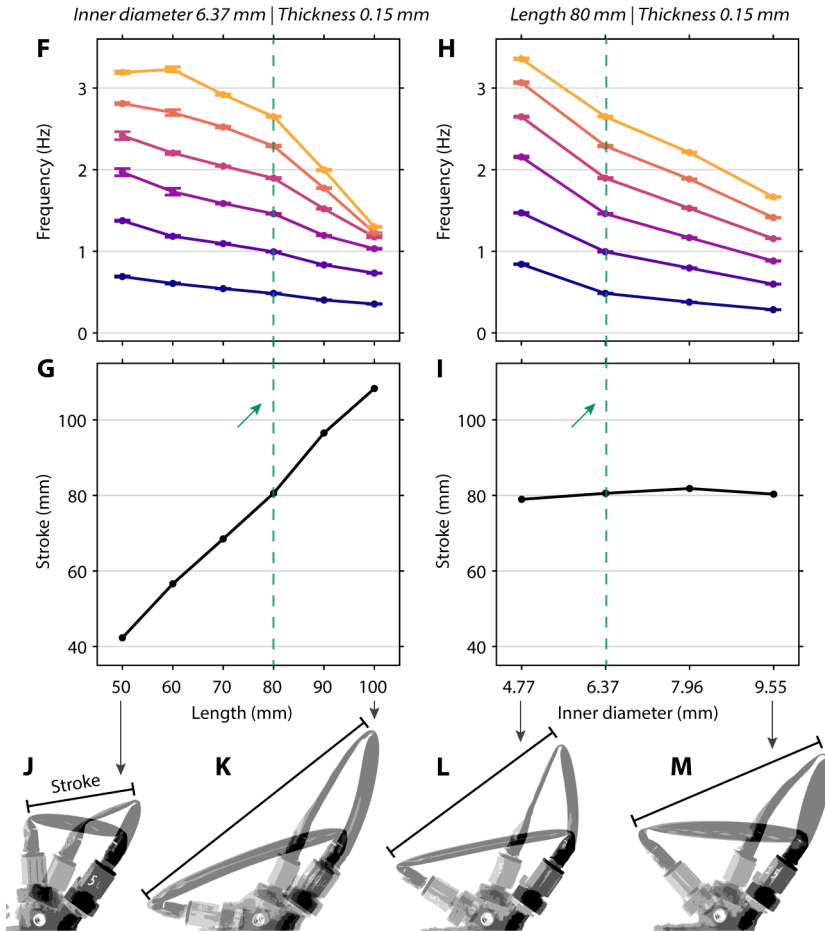 Inner diameter 6.37 mm | Thickness 0.15 mm
Length 80 mm | Thickness 0.15 mm
F
H
3
2
1
0
Frequency (Hz)
3
2
1
0
Frequency (Hz)
G
I
100
80
60
40
Stroke (mm)
100
80
60
40
Stroke (mm)
50 60 70 80 90 100
Length (mm)
4.77 6.37 7.96 9.55
Inner diameter (mm)
J
Stroke
K
L
M
5